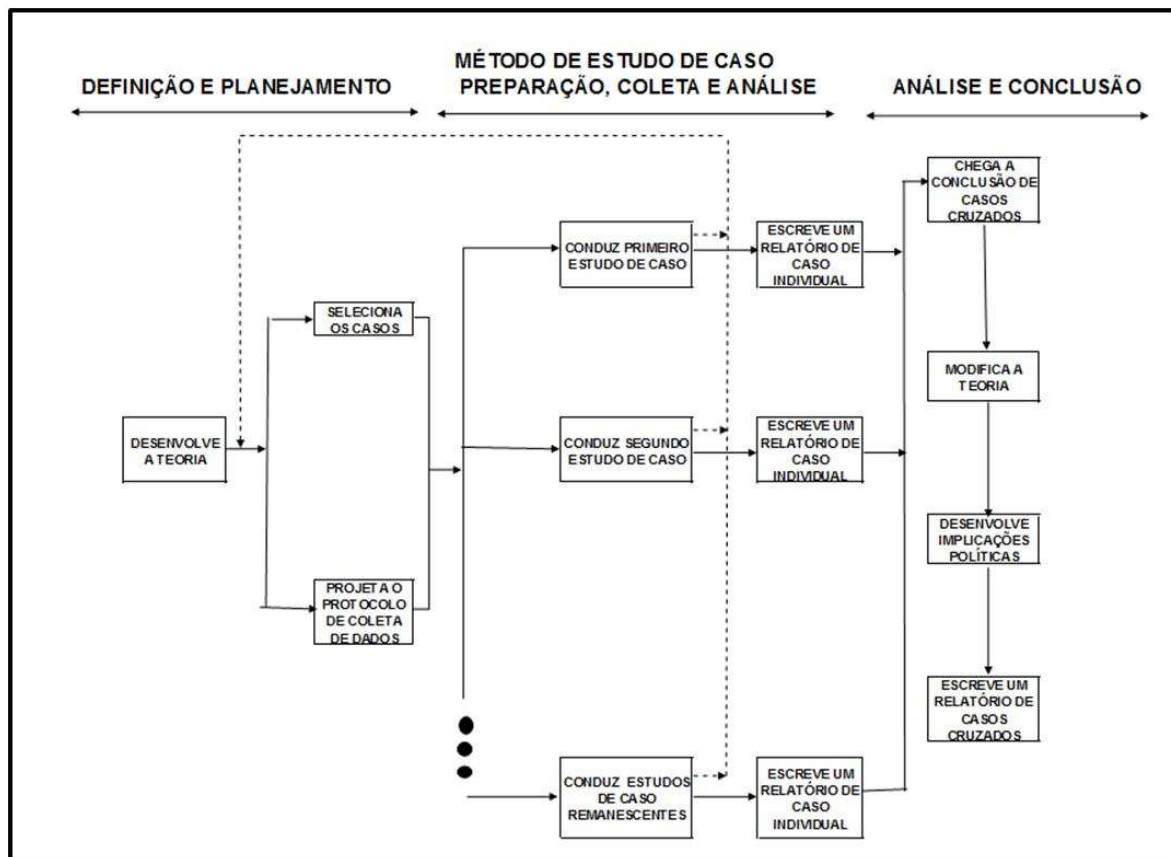 MÉTODO DE ESTUDO DE CASO
DEFINIÇÃO E PLANEJAMENTO
PREPARAÇÃO, COLETA E ANÁLISE
ANÁLISE E CONCLUSÃO
DESENVOLVE
A TEORIA
SELECIONA
OS CASOS
PROJETA O
PROTOCOLO
DE COLETA
DE DADOS
CONDUZ PRIMEIRO
ESTUDO DE CASO
ESCREVE UM
RELATÓRIO DE
CASO
INDIVIDUAL
CONDUZ SEGUNDO
ESTUDO DE CASO
ESCREVE UM
RELATÓRIO DE
CASO
INDIVIDUAL
CONDUZ ESTUDOS
DE CASO
REMANESCENTES
ESCREVE UM
RELATÓRIO DE
CASO
INDIVIDUAL
CHEGA A
CONCLUSÃO DE
CASOS
CRUZADOS
MODIFICA A
TEORIA
DESENVOLVE
IMPLICAÇÕES
POLÍTICAS
ESCREVE UM
RELATÓRIO DE
CASOS
CRUZADOS